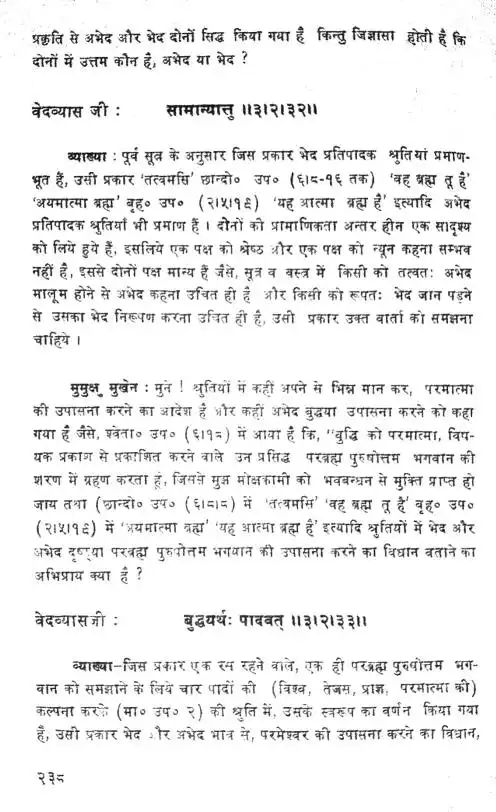 प्रकृति से अभेद और भेद दोनों सिद्ध किया गया है किन्तु जिज्ञासा होती है कि
दोनों में उत्तम कौन है, अभेद या भेद ?
वेदव्यास जी : सामान्यात्तु ॥३।२।३२॥
व्याख्या : पूर्व सूत्र के अनुसार जिस प्रकार भेद प्रतिपादक श्रुतियां प्रमाण-
भूत हैं, उसी प्रकार 'तत्वमसि' छान्दो० उप० (६।८-१६ तक) 'वह ब्रह्म तू है'
'अयमात्मा ब्रह्म' बृह० उप० (२।५।१९) 'यह आत्मा ब्रह्म है' इत्यादि अभेद
प्रतिपादक श्रुतियाँ भी प्रमाण हैं । दोनों को प्रामाणिकता अन्तर हीन एक सादृश्य
को लिये हुये हैं, इसलिये एक पक्ष को श्रेष्ठ और एक पक्ष को न्यून कहना सम्भव
नहीं है, इससे दोनों पक्ष मान्य हैं जैसे, सूत्र व वस्त्र में किसी को तत्वतः अभेद
मालूम होने से अभेद कहना उचित ही है और किसी को रूपतः भेद जान पड़ने
से उसका भेद निरूपण करना उचित ही है, उसी प्रकार उक्त वार्ता को समझना
चाहिये ।
मुमुक्षु मुखेन : मुने ! श्रुतियों में कहीं अपने से भिन्न मान कर, परमात्मा
की उपासना करने का आदेश है और कहीं अभेद बुद्धया उपासना करने को कहा
गया है जैसे, श्वेता० उप० (६।१८) में आया है कि, "बुद्धि को परमात्मा, विष-
यक प्रकाश से प्रकाशित करने वाले उन प्रसिद्ध परब्रह्म पुरुषोत्तम भगवान की
शरण में ग्रहण करता हूं, जिससे मुझ मोक्षकामी को भवबन्धन से मुक्ति प्राप्त हो
जाय तथा (छान्दो० उप० (६।८।८) में 'तत्वमसि' 'वह ब्रह्म तू है' बृह० उप०
(२।५।१९) में 'अयमात्मा ब्रह्म' 'यह आत्मा ब्रह्म है' इत्यादि श्रुतियों में भेद और
अभेद दृष्ट्या परब्रह्म पुरुषोत्तम भगवान की उपासना करने का विधान बताने का
अभिप्राय क्या है ?
वेदव्यासजी : बुद्धयर्थः पादवत् ॥३।२।३३॥
व्याख्या–जिस प्रकार एक रस रहने वाले, एक ही परब्रह्म पुरुषोत्तम भग-
वान को समझाने के लिये चार पादों की (विश्व, तेजस, प्राज्ञ, परमात्मा की)
कल्पना करके (मा० उप० २) की श्रुति में, उसके स्वरूप का वर्णन किया गया
है, उसी प्रकार भेद और अभेद भाव से, परमेश्वर की उपासना करने का विधान,
२३८